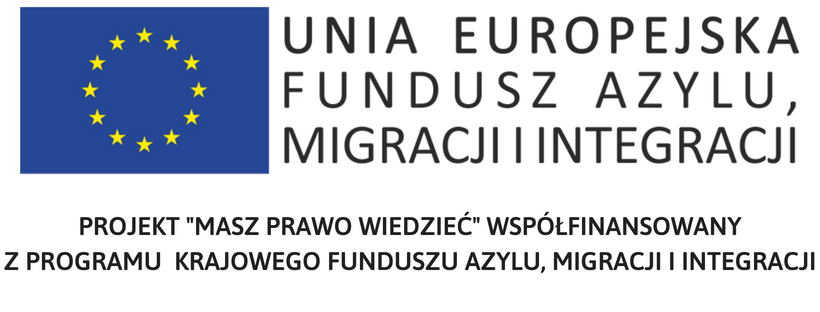 UNIA EUROPEJSKA
FUNDUSZ AZYLU,
MIGRACJI I INTEGRACJI
PROJEKT "MASZ PRAWO WIEDZIEĆ" WSPÓŁFINANSOWANY
Z PROGRAMU KRAJOWEGO FUNDUSZU AZYLU, MIGRACJI I INTEGRACJI